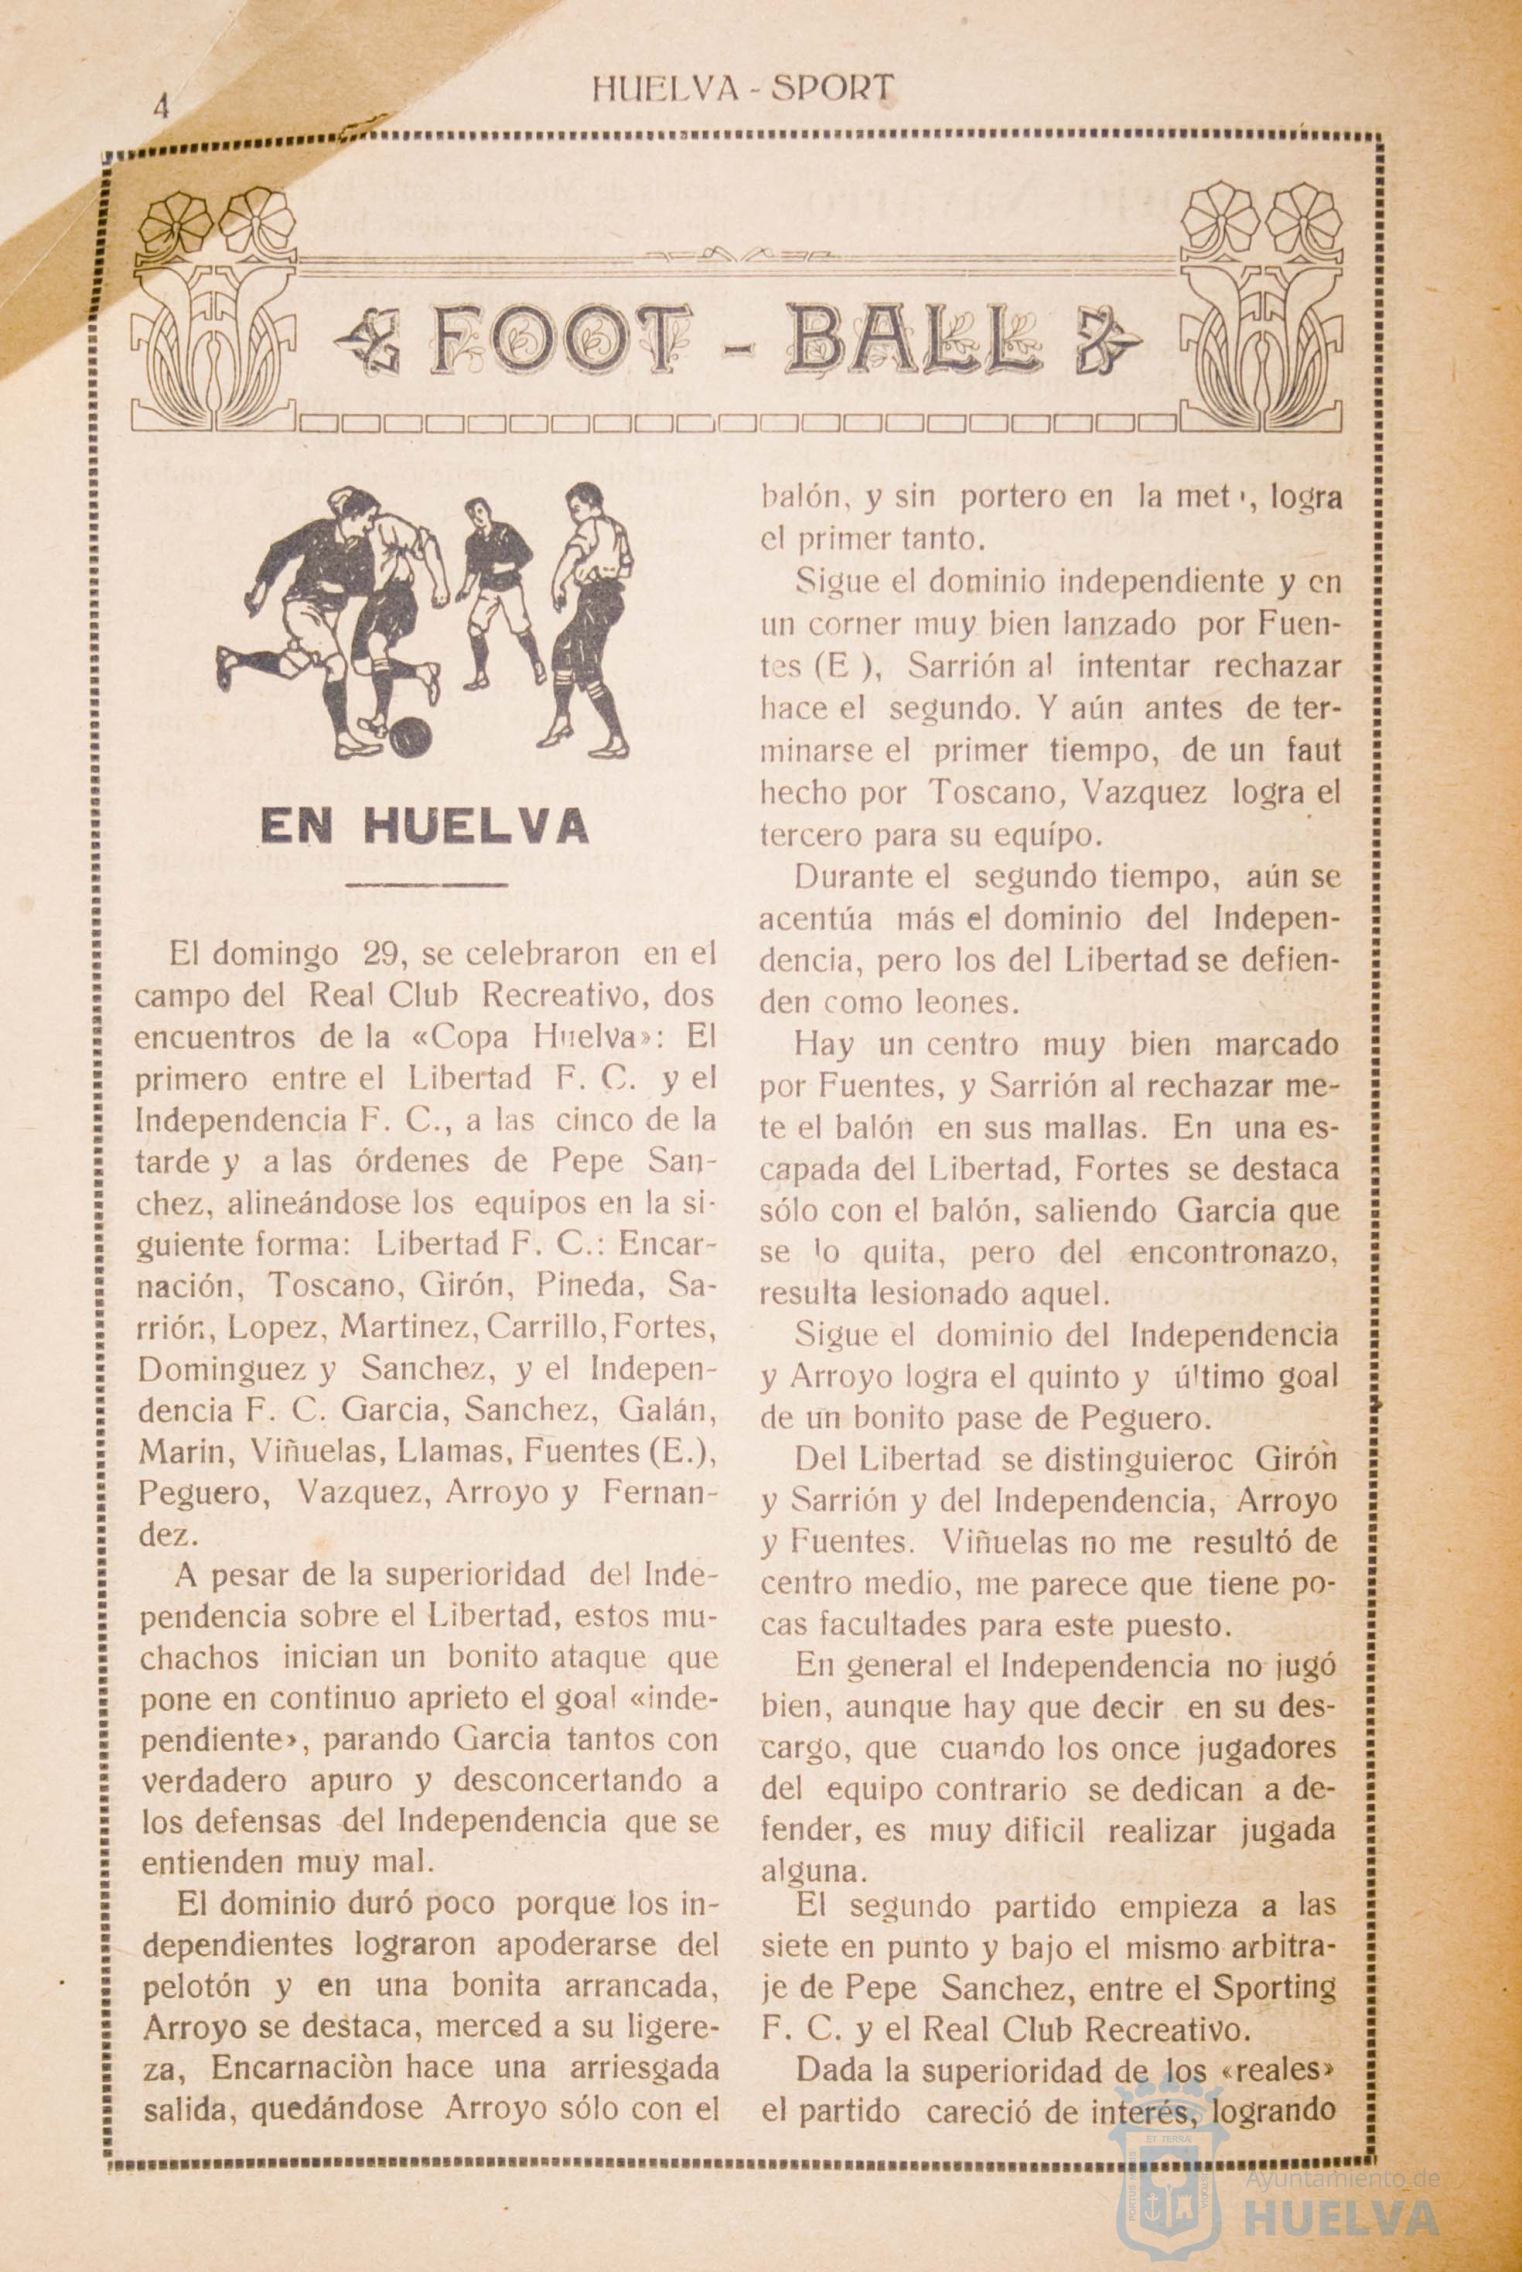 4
HUELVA - SPORT
FOOT - BALL
EN HUELVA
El domingo 29, se celebraron en el
campo del Real Club Recreativo, dos
encuentros de la «Copa Huelva»: El
primero entre el Libertad F. C. y el
Independencia F. C., a las cinco de la
tarde y a las órdenes de Pepe San-
chez, alineándose los equipos en la si-
guiente forma: Libertad F. C.: Encar-
nación, Toscano, Girón, Pineda, Sa-
rrión, Lopez, Martinez, Carrillo, Fortes,
Dominguez y Sanchez, y el Indepen-
dencia F. C. Garcia, Sanchez, Galán,
Marin, Viñuelas, Llamas, Fuentes (E.),
Peguero, Vazquez, Arroyo y Fernan-
dez.
A pesar de la superioridad del Inde-
pendencia sobre el Libertad, estos mu-
chachos inician un bonito ataque que
pone en continuo aprieto el goal «inde-
pendiente», parando Garcia tantos con
verdadero apuro y desconcertando a
los defensas del Independencia que se
entienden muy mal.
El dominio duró poco porque los in-
dependientes lograron apoderarse del
pelotón y en una bonita arrancada,
Arroyo se destaca, merced a su ligere-
za, Encarnaciòn hace una arriesgada
salida, quedándose Arroyo sólo con el
balón, y sin portero en la met', logra
el primer tanto.
Sigue el dominio independiente y en
un corner muy bien lanzado por Fuen-
tes (E ), Sarrión al intentar rechazar
hace el segundo. Y aún antes de ter-
minarse el primer tiempo, de un faut
hecho por Toscano, Vazquez logra el
tercero para su equípo.
Durante el segundo tiempo, aún se
acentúa más el dominio del Indepen-
dencia, pero los del Libertad se defien-
den como leones.
Hay un centro muy bien marcado
por Fuentes, y Sarrión al rechazar me-
te el balón en sus mallas. En una es-
capada del Libertad, Fortes se destaca
sólo con el balón, saliendo Garcia que
se lo quita, pero del encontronazo,
resulta lesionado aquel.
Sigue el dominio del Independencia
y Arroyo logra el quinto y último goal
de un bonito pase de Peguero.
Del Libertad se distinguieroc Girón
y Sarrión y del Independencia, Arroyo
y Fuentes. Viñuelas no me resultó de
centro medio, me parece que tiene po-
cas facultades para este puesto.
En general el Independencia no jugó
bien, aunque hay que decir en su des-
cargo, que cuando los once jugadores
del equipo contrario se dedican a de-
fender, es muy dificil realizar jugada
alguna.
El segundo partido empieza a las
siete en punto y bajo el mismo arbitra-
je de Pepe Sanchez, entre el Sporting
F. C. y el Real Club Recreativo.
Dada la superioridad de los «reales»
el partido careció de interés, logrando
ET TERRA
PORTUS MARIS
CUSTODIA
Ayuntamiento de
HUELVA